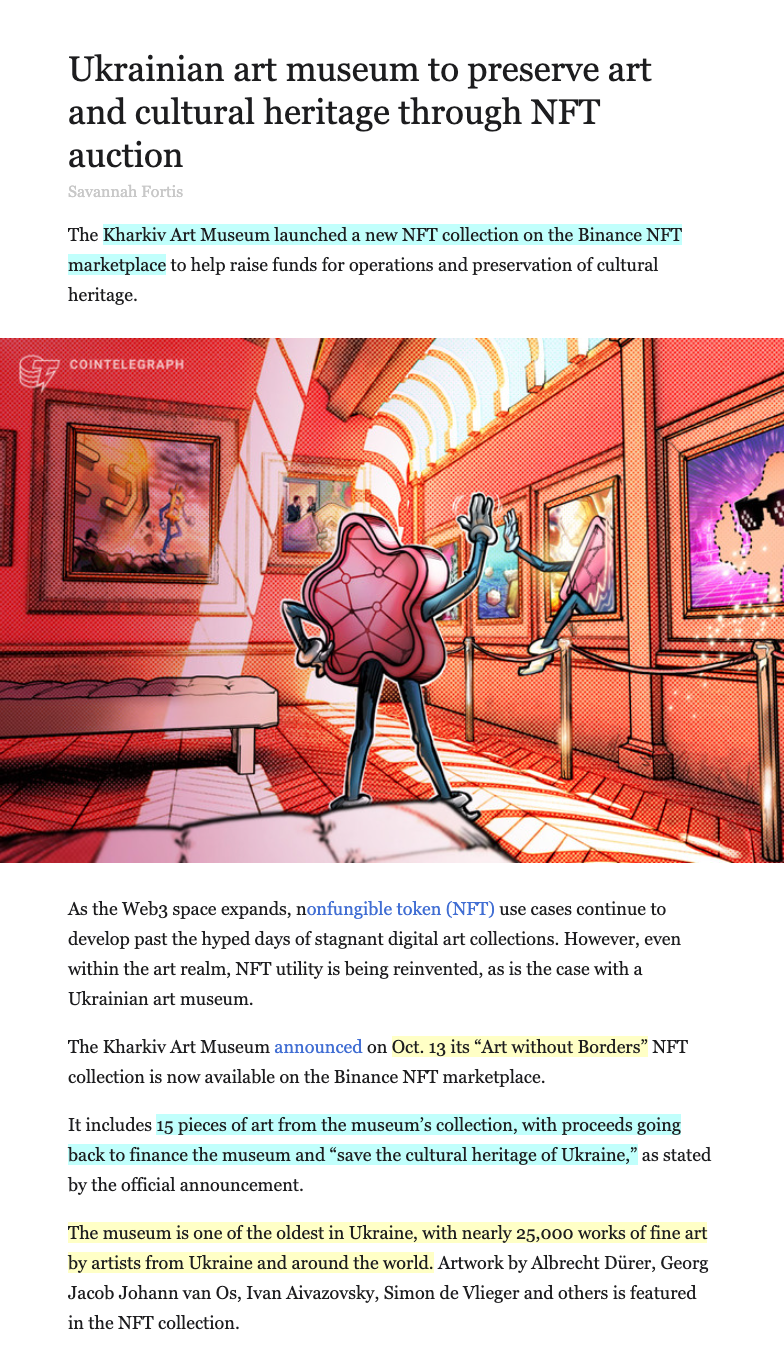 Ukrainian art museum to preserve art
and cultural heritage through NFT
auction
Savannah Fortis
The Kharkiv Art Museum launched a new NFT collection on the Binance NFT
marketplace to help raise funds for operations and preservation of cultural
heritage.
COINTELEGRAPH
As the Web3 space expands, nonfungible token (NFT) use cases continue to
develop past the hyped days of stagnant digital art collections. However, even
within the art realm, NFT utility is being reinvented, as is the case with a
Ukrainian art museum.
The Kharkiv Art Museum announced on Oct. 13 its “Art without Borders” NFT
collection is now available on the Binance NFT marketplace.
It includes 15 pieces of art from the museum’s collection, with proceeds going
back to finance the museum and “save the cultural heritage of Ukraine,” as stated
by the official announcement.
The museum is one of the oldest in Ukraine, with nearly 25,000 works of fine art
by artists from Ukraine and around the world. Artwork by Albrecht Dürer, Georg
Jacob Johann van Os, Ivan Aivazovsky, Simon de Vlieger and others is featured
in the NFT collection.